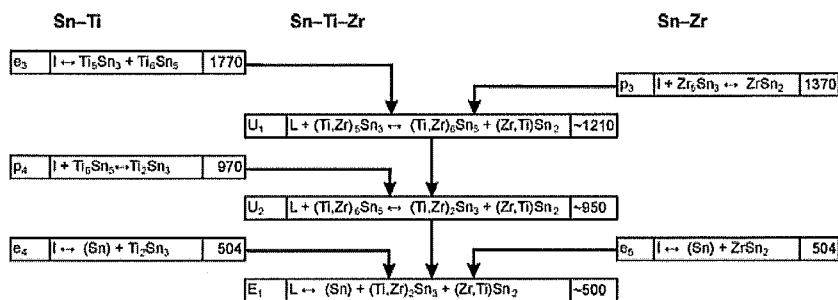 Sn–Ti Sn–Ti–Zr Sn–Zr
e₃ l ↔ Ti₅Sn₃ + Ti₆Sn₅ 1770
p₃ l + Zr₅Sn₃ ↔ ZrSn₂ 1370
U₁ L + (Ti,Zr)₅Sn₃ ↔ (Ti,Zr)₆Sn₅ + (Zr,Ti)Sn₂ ~1210
p₄ l + Ti₆Sn₅ ↔ Ti₂Sn₃ 970
U₂ L + (Ti,Zr)₆Sn₅ ↔ (Ti,Zr)₂Sn₃ + (Zr,Ti)Sn₂ ~950
e₄ l ↔ (Sn) + Ti₂Sn₃ 504
e₅ l ↔ (Sn) + ZrSn₂ 504
E₁ L ↔ (Sn) + (Ti,Zr)₂Sn₃ + (Zr,Ti)Sn₂ ~500